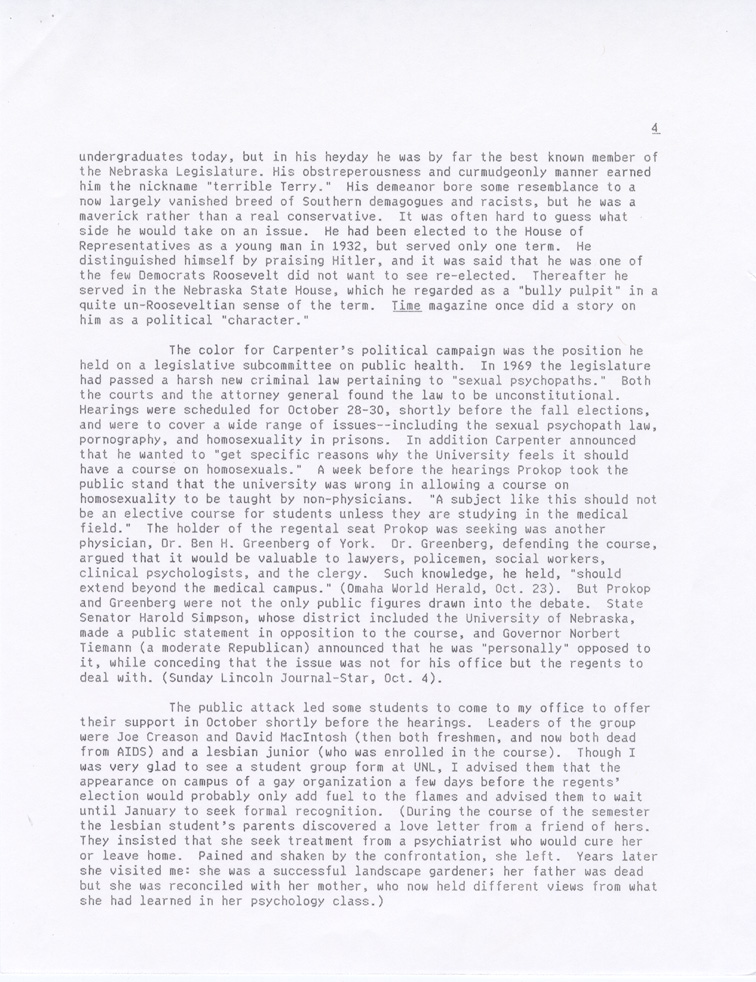 4
undergraduates today, but in his heyday he was by far the best known member of
the Nebraska Legislature. His obstreperousness and curmudgeonly manner earned
him the nickname "terrible Terry."  His demeanor bore some resemblance to a
now largely vanished breed of Southern demagogues and racists, but he was a
maverick rather than a real conservative.  It was often hard to guess what
side he would take on an issue.  He had been elected to the House of
Representatives as a young man in 1932, but served only one term.  He
distinguished himself by praising Hitler, and it was said that he was one of
the few Democrats Roosevelt did not want to see re-elected.  Thereafter he
served in the Nebraska State House, which he regarded as a "bully pulpit" in a
quite un-Rooseveltian sense of the term.  Time magazine once did a story on
him as a political "character."
The color for Carpenter's political campaign was the position he
held on a legislative subcommittee on public health.  In 1969 the legislature
had passed a harsh new criminal law pertaining to "sexual psychopaths."  Both
the courts and the attorney general found the law to be unconstitutional.
Hearings were scheduled for October 28-30, shortly before the fall elections,
and were to cover a wide range of issues--including the sexual psychopath law,
pornography, and homosexuality in prisons.  In addition Carpenter announced
that he wanted to "get specific reasons why the University feels it should
have a course on homosexuals."  A week before the hearings Prokop took the
public stand that the university was wrong in allowing a course on
homosexuality to be taught by non-physicians.  "A subject like this should not
be an elective course for students unless they are studying in the medical
field."  The holder of the regental seat Prokop was seeking was another
physician, Dr. Ben H. Greenberg of York.  Dr. Greenberg, defending the course,
argued that it would be valuable to lawyers, policemen, social workers,
clinical psychologists, and the clergy.  Such knowledge, he held, "should
extend beyond the medical campus." (Omaha World Herald, Oct. 23).  But Prokop
and Greenberg were not the only public figures drawn into the debate.  State
Senator Harold Simpson, whose district included the University of Nebraska,
made a public statement in opposition to the course, and Governor Norbert
Tiemann (a moderate Republican) announced that he was "personally" opposed to
it, while conceding that the issue was not for his office but the regents to
deal with. (Sunday Lincoln Journal-Star, Oct. 4).
The public attack led some students to come to my office to offer
their support in October shortly before the hearings.  Leaders of the group
were Joe Creason and David MacIntosh (then both freshmen, and now both dead
from AIDS) and a lesbian junior (who was enrolled in the course).  Though I
was very glad to see a student group form at UNL, I advised them that the
appearance on campus of a gay organization a few days before the regents'
election would probably only add fuel to the flames and advised them to wait
until January to seek formal recognition.  (During the course of the semester
the lesbian student's parents discovered a love letter from a friend of hers.
They insisted that she seek treatment from a psychiatrist who would cure her
or leave home.  Pained and shaken by the confrontation, she left.  Years later
she visited me: she was a successful landscape gardener; her father was dead
but she was reconciled with her mother, who now held different views from what
she had learned in her psychology class.)